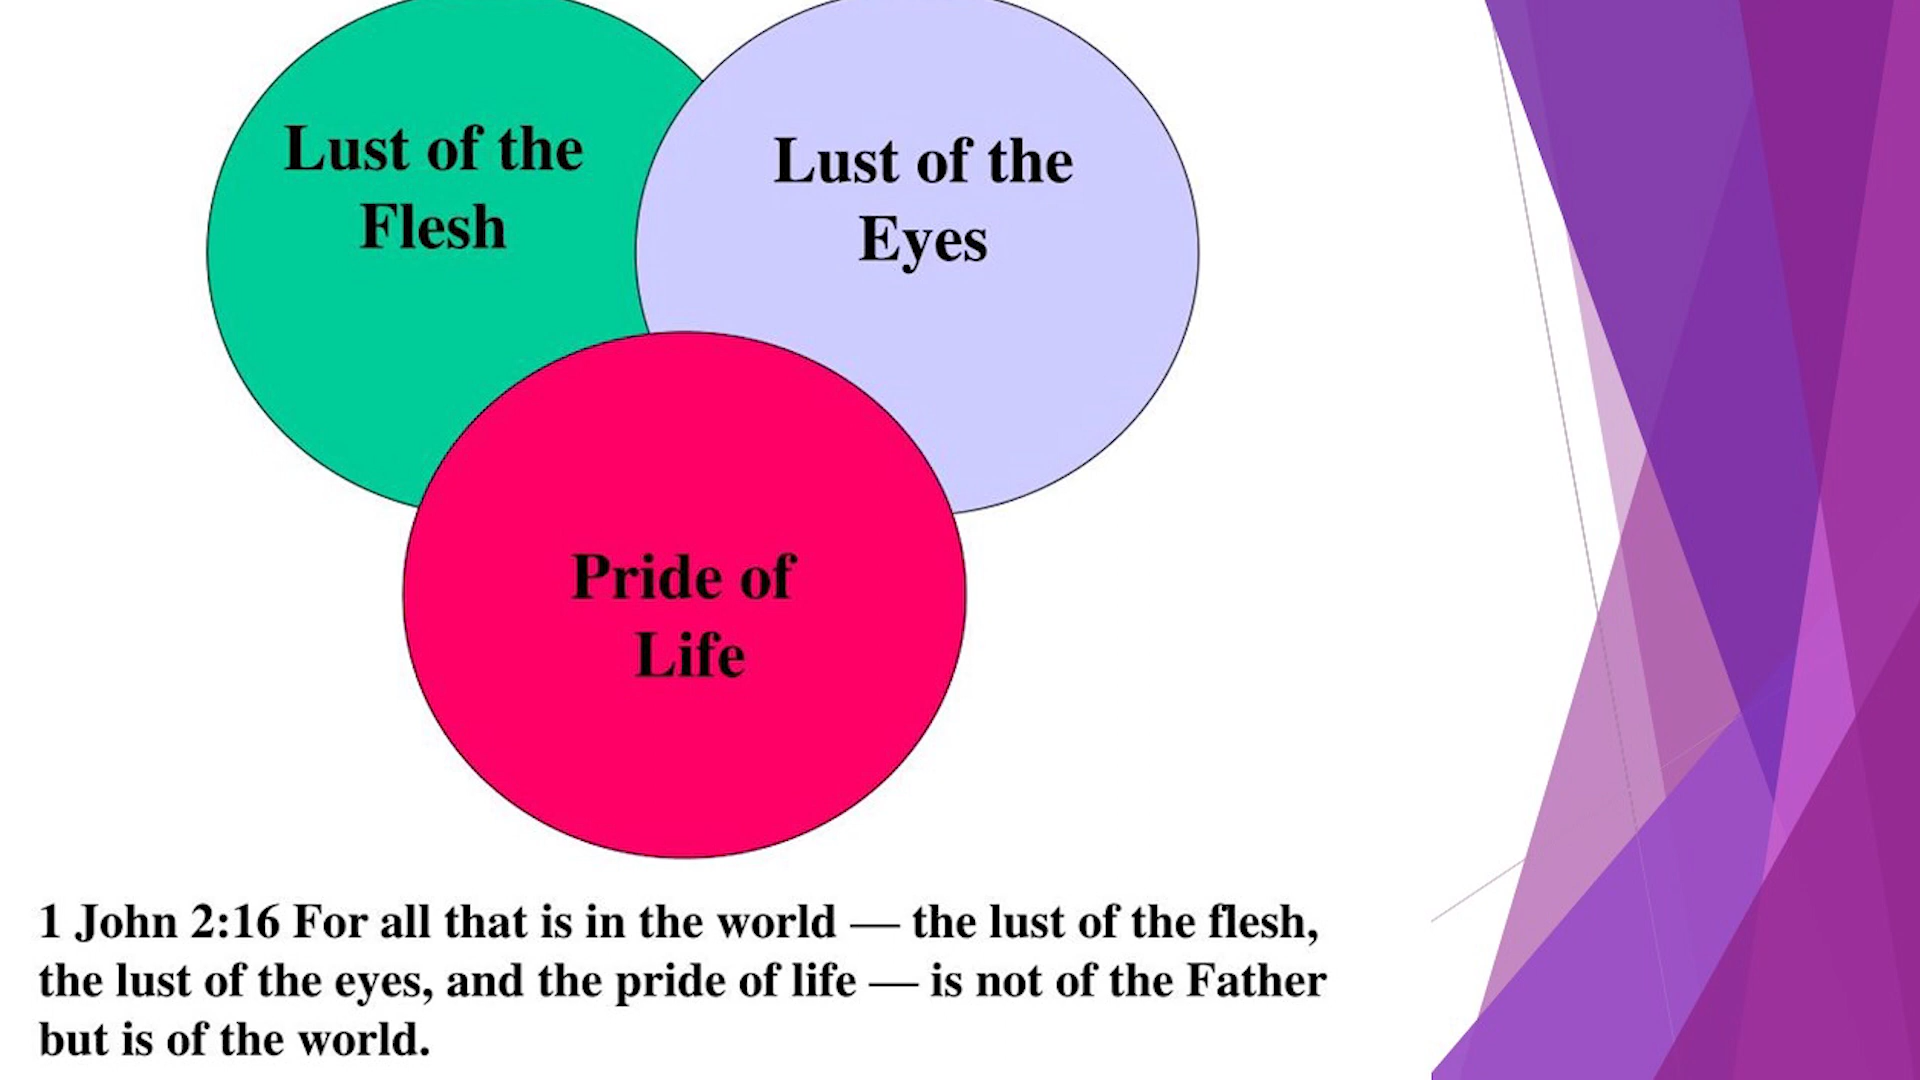 Lust of the
Flesh
Lust of the
Eyes
Pride of
Life
1 John 2:16 For all that is in the world — the lust of the flesh,
the lust of the eyes, and the pride of life — is not of the Father
but is of the world.